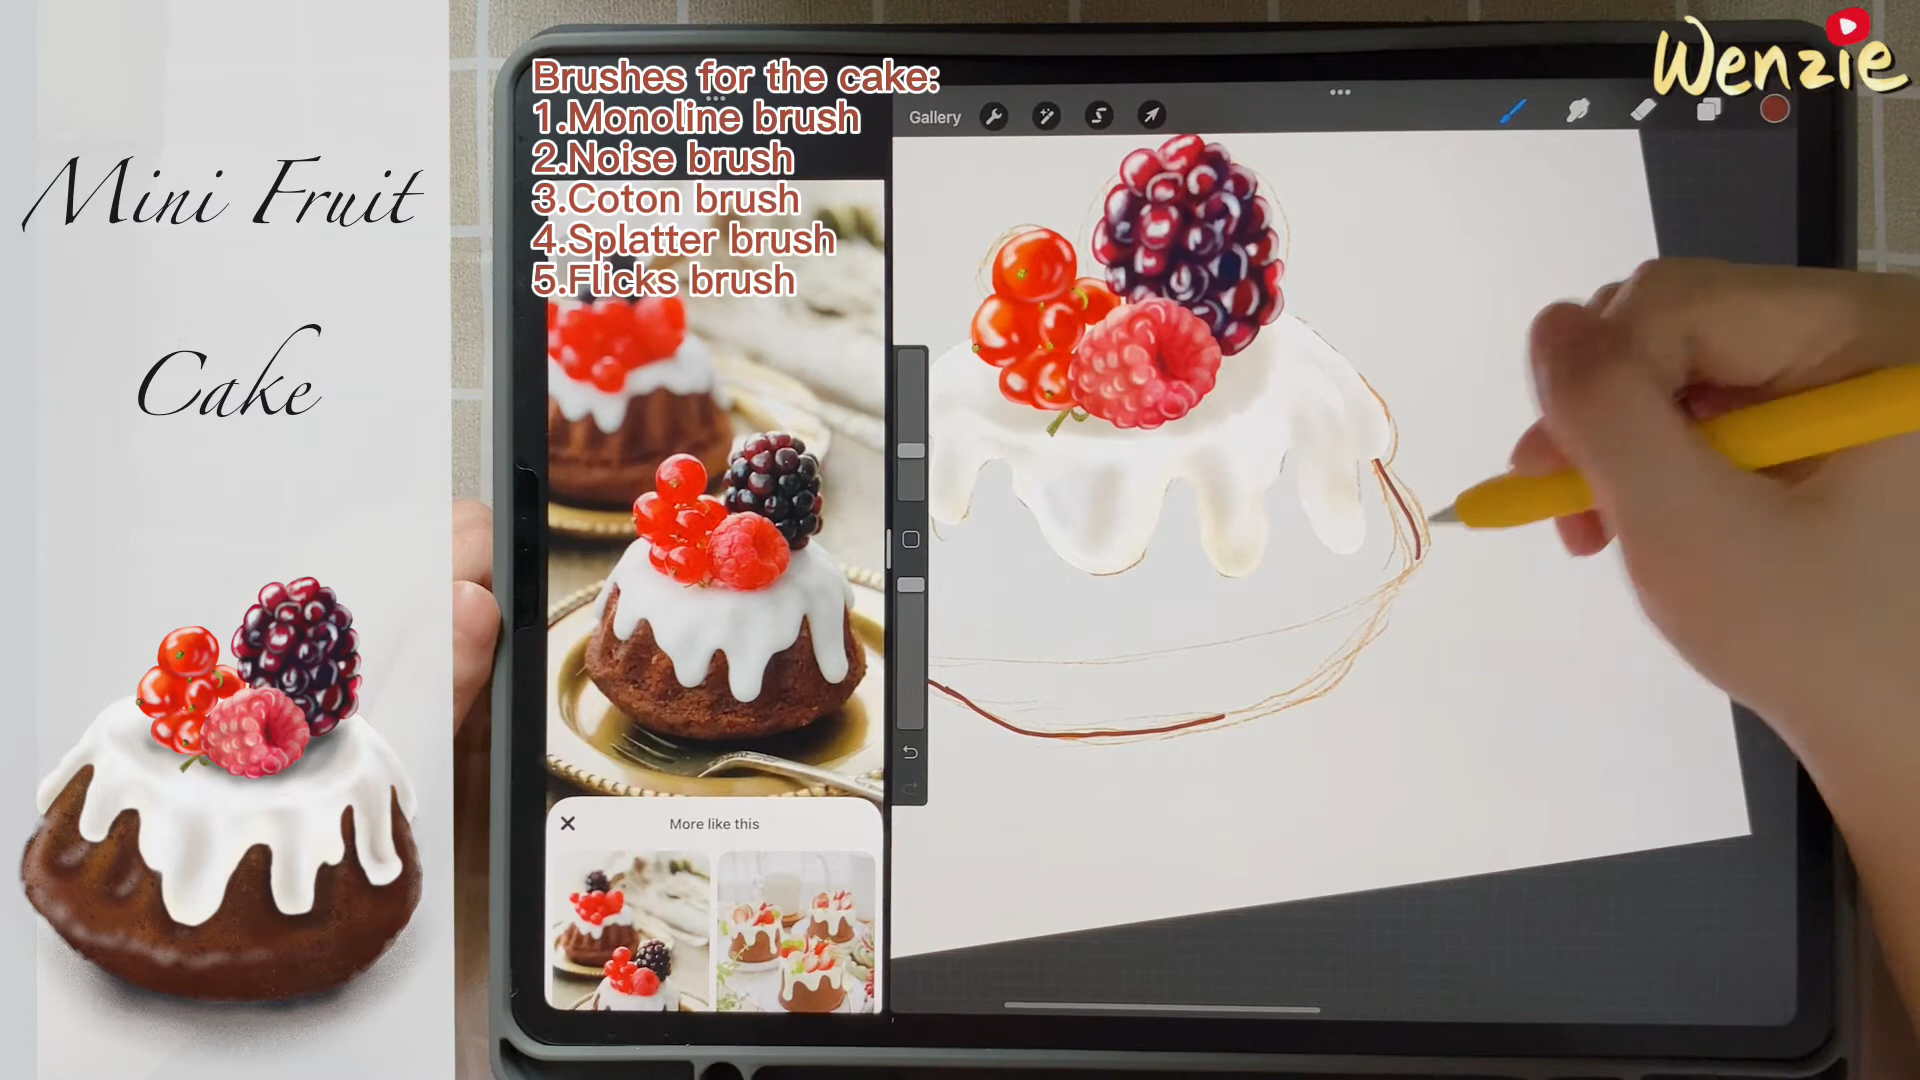 Mini Fruit
Cake
Brushes for the cake:
1.Monoline brush
2.Noise brush
3.Coton brush
4.Splatter brush
5.Flicks brush
Gallery
Wenzie
More like this